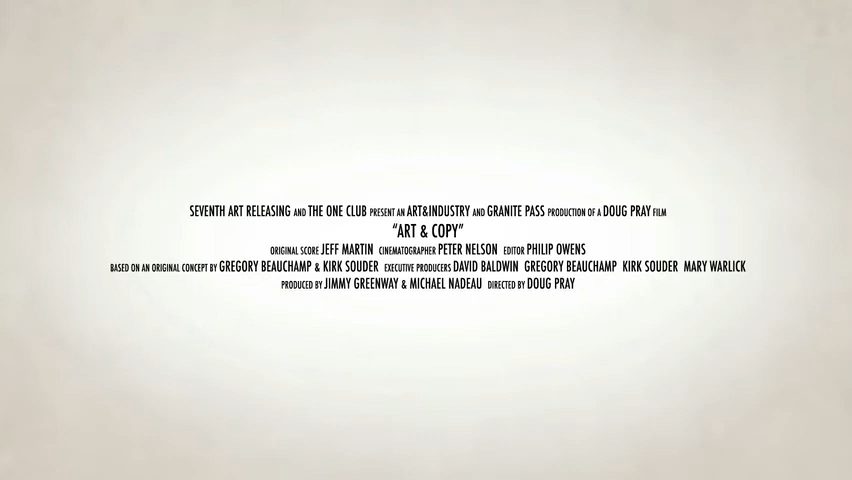 SEVENTH ART RELEASING AND THE ONE CLUB PRESENT AN ART&INDUSTRY AND GRANITE PASS PRODUCTION OF A DOUG PRAY FILM
“ART & COPY”
ORIGINAL SCORE JEFF MARTIN CINEMATOGRAPHER PETER NELSON EDITOR PHILIP OWENS
BASED ON AN ORIGINAL CONCEPT BY GREGORY BEAUCHAMP & KIRK SOUDER EXECUTIVE PRODUCERS DAVID BALDWIN GREGORY BEAUCHAMP KIRK SOUDER MARY WARLICK
PRODUCED BY JIMMY GREENWAY & MICHAEL NADEAU DIRECTED BY DOUG PRAY